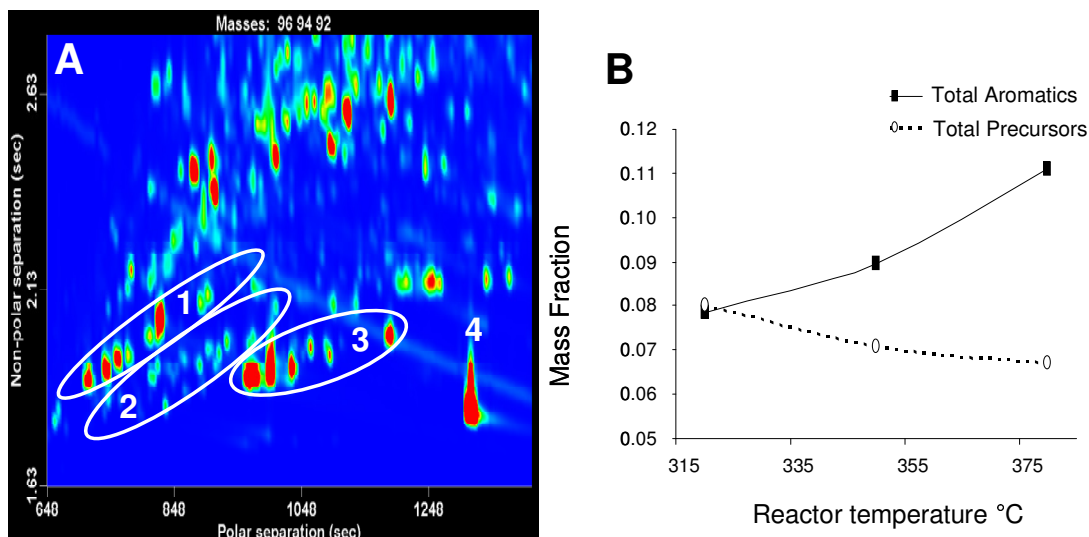 Masses: 96 94 92
A
2.63
2.13
1.63
Non-polar separation (sec)
1
2
3
4
648 848 1048 1248
Polar separation (sec)
B
Total Aromatics
Total Precursors
0.12
0.11
0.10
0.09
0.08
0.07
0.06
0.05
Mass Fraction
315 335 355 375
Reactor temperature °C